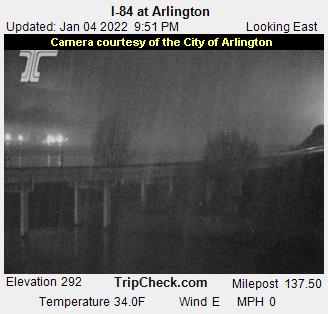 I-84 at Arlington
Updated: Jan 04 2022 9:51 PM Looking East
Camera courtesy of the City of Arlington
Elevation 292 TripCheck.com Milepost 137.50
Temperature 34.0F Wind E MPH 0